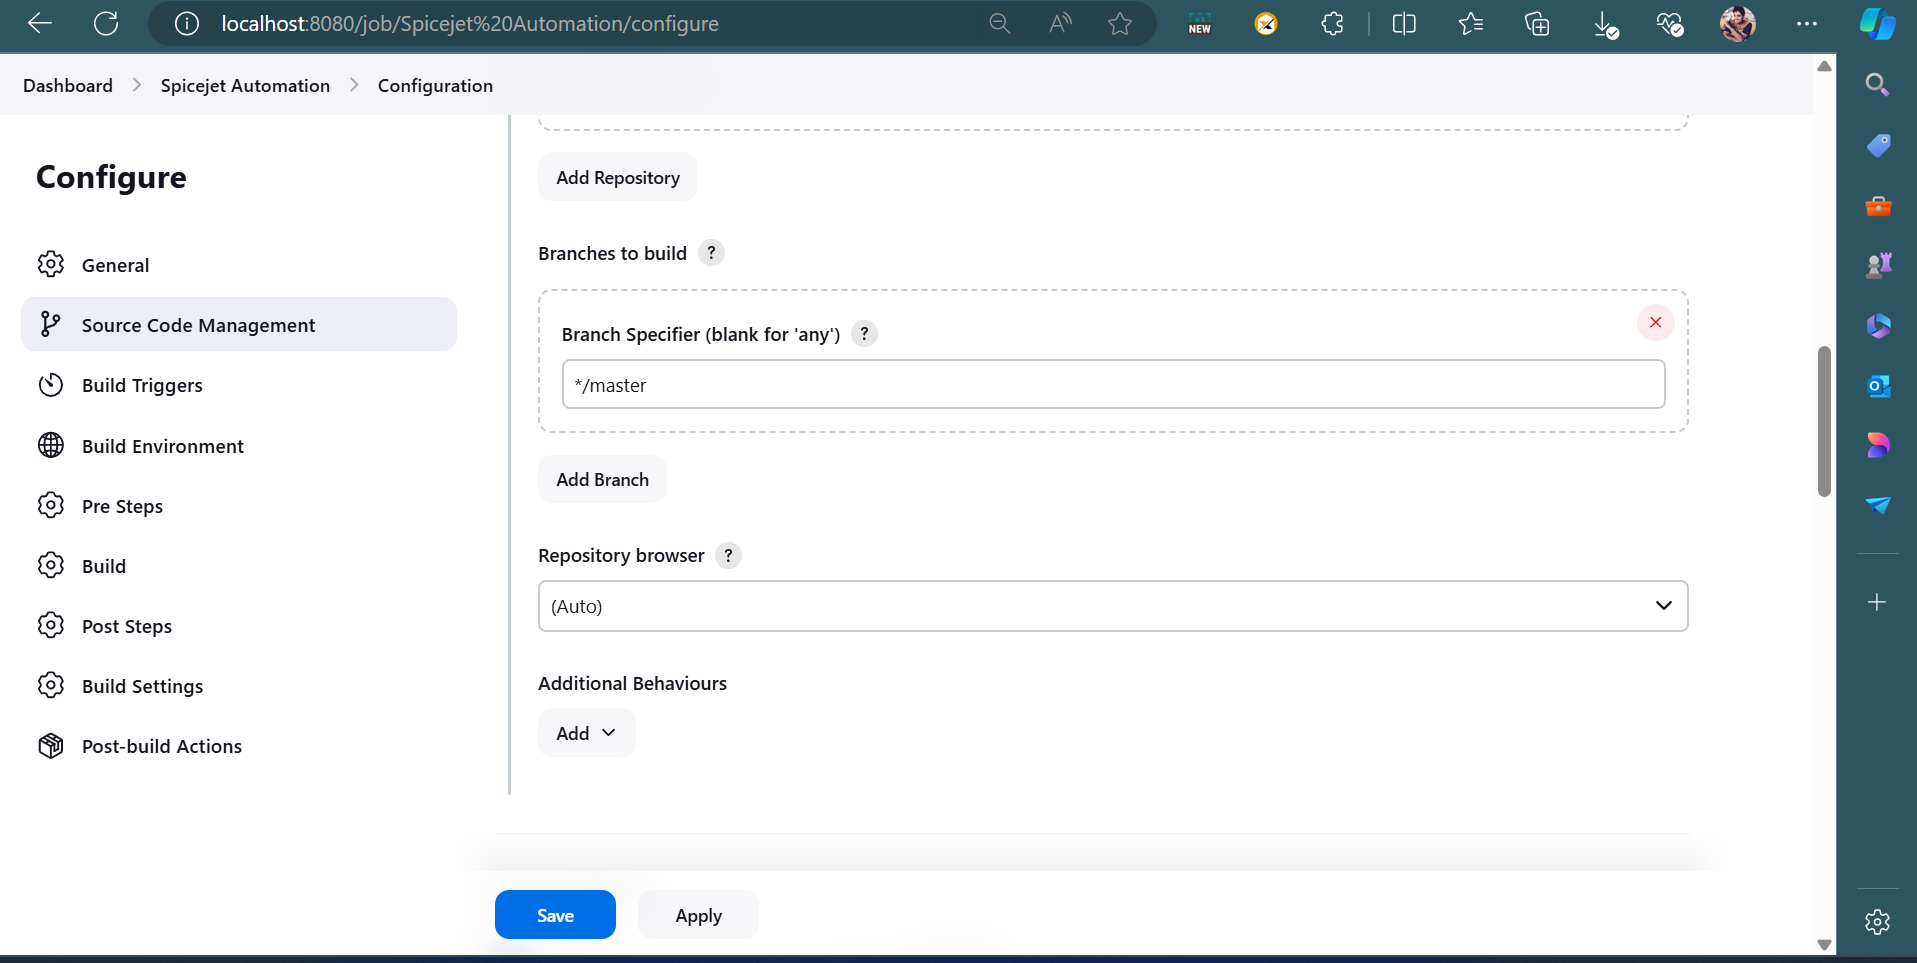 localhost:8080/job/Spicejet%20Automation/configure
NEW
Dashboard > Spicejet Automation > Configuration
Configure
General
Source Code Management
Build Triggers
Build Environment
Pre Steps
Build
Post Steps
Build Settings
Post-build Actions
Add Repository
Branches to build ?
Branch Specifier (blank for 'any') ?
*/master
Add Branch
Repository browser ?
(Auto)
Additional Behaviours
Add
Save Apply